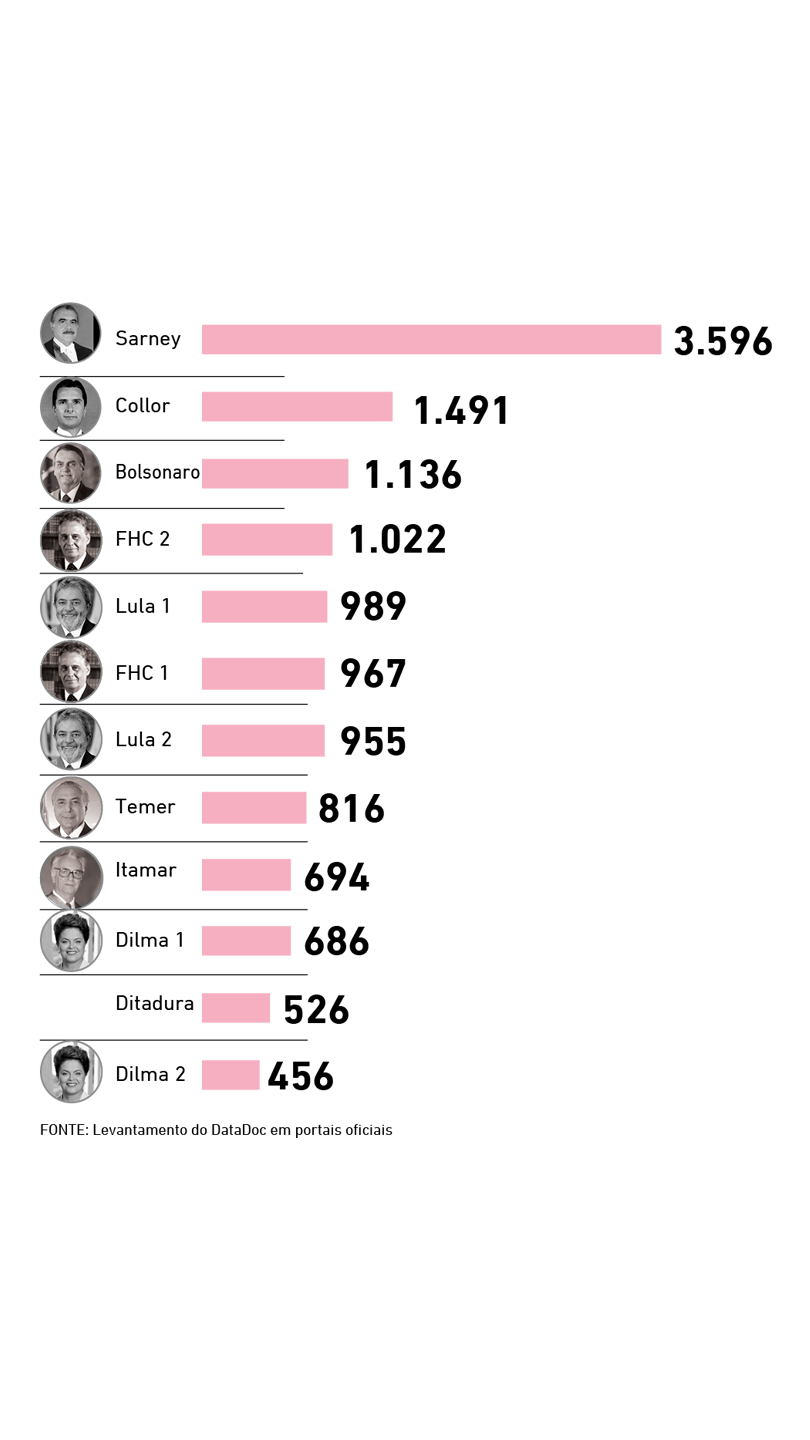 Sarney 3.596
Collor 1.491
Bolsonaro 1.136
FHC 2 1.022
Lula 1 989
FHC 1 967
Lula 2 955
Temer 816
Itamar 694
Dilma 1 686
Ditadura 526
Dilma 2 456
FONTE: Levantamento do DataDoc em portais oficiais